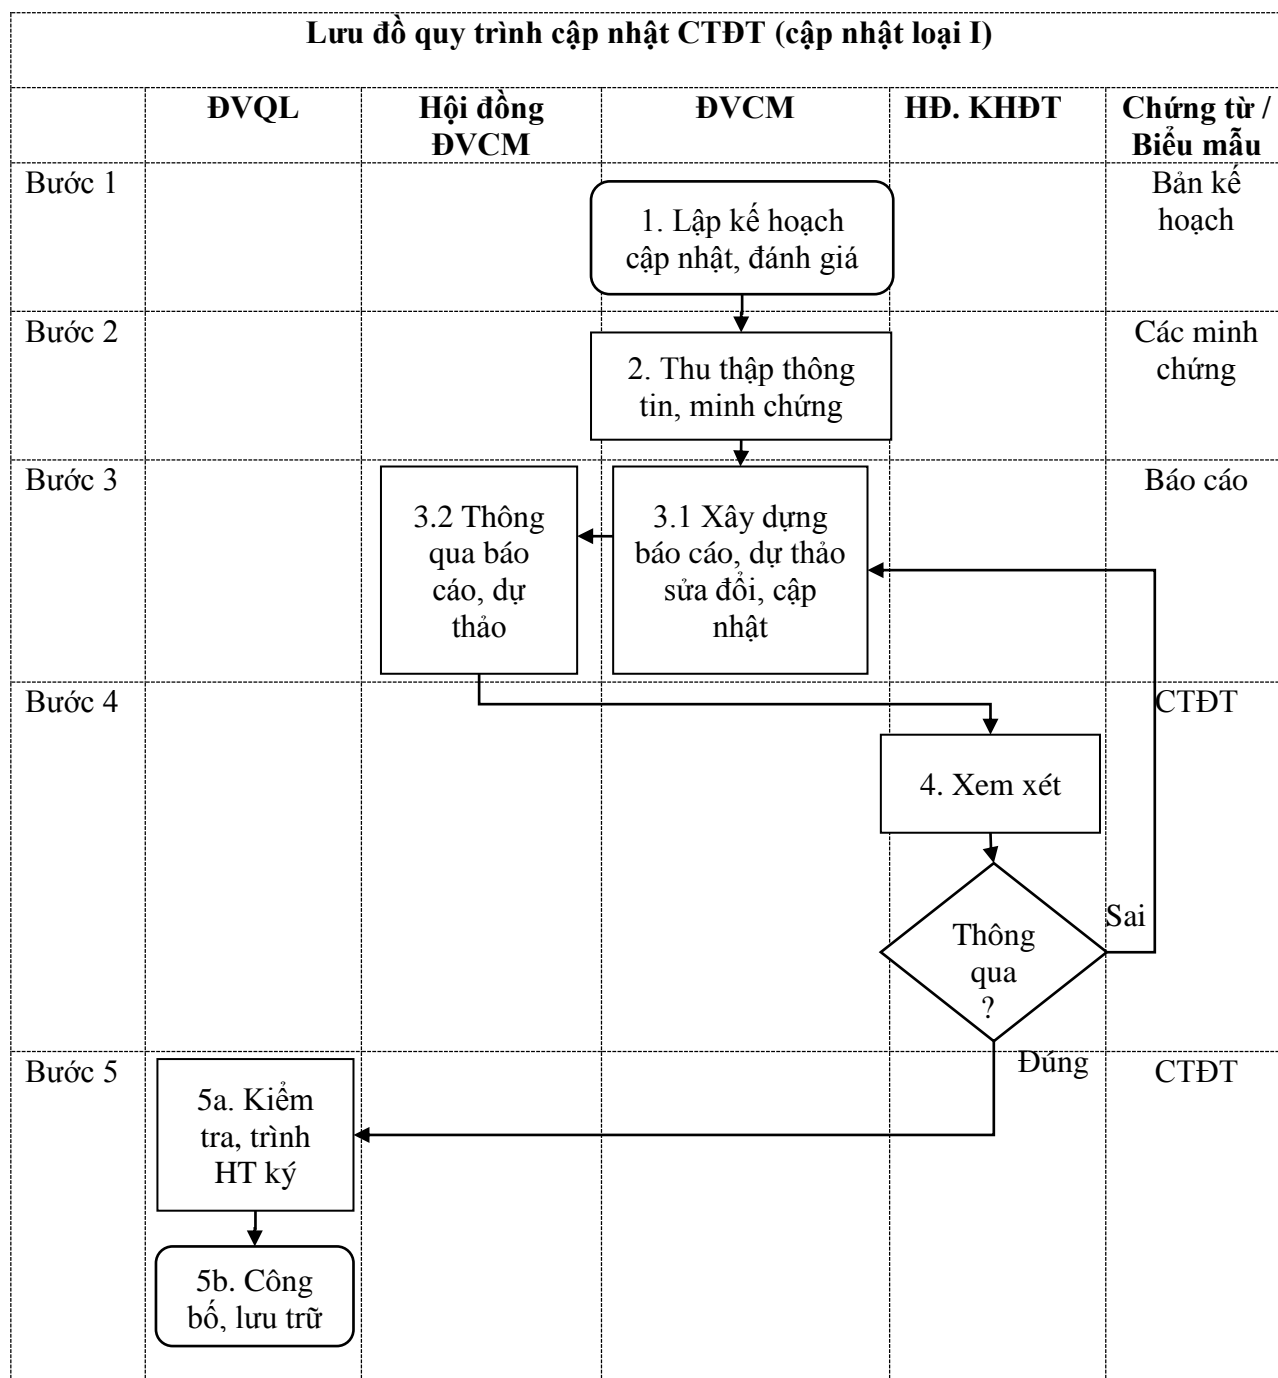 Lưu đồ quy trình cập nhật CTĐT (cập nhật loại I)
ĐVQL
Hội đồng
ĐVCM
ĐVCM
HĐ. KHĐT
Chứng từ /
Biểu mẫu
Bước 1
1. Lập kế hoạch
cập nhật, đánh giá
Bản kế
hoạch
Bước 2
2. Thu thập thông
tin, minh chứng
Các minh
chứng
Bước 3
3.2 Thông
qua báo
cáo, dự
thảo
3.1 Xây dựng
báo cáo, dự thảo
sửa đổi, cập
nhật
Báo cáo
Bước 4
CTĐT
4. Xem xét
Thông
qua
?
Sai
Bước 5
Đúng
CTĐT
5a. Kiểm
tra, trình
HT ký
5b. Công
bố, lưu trữ